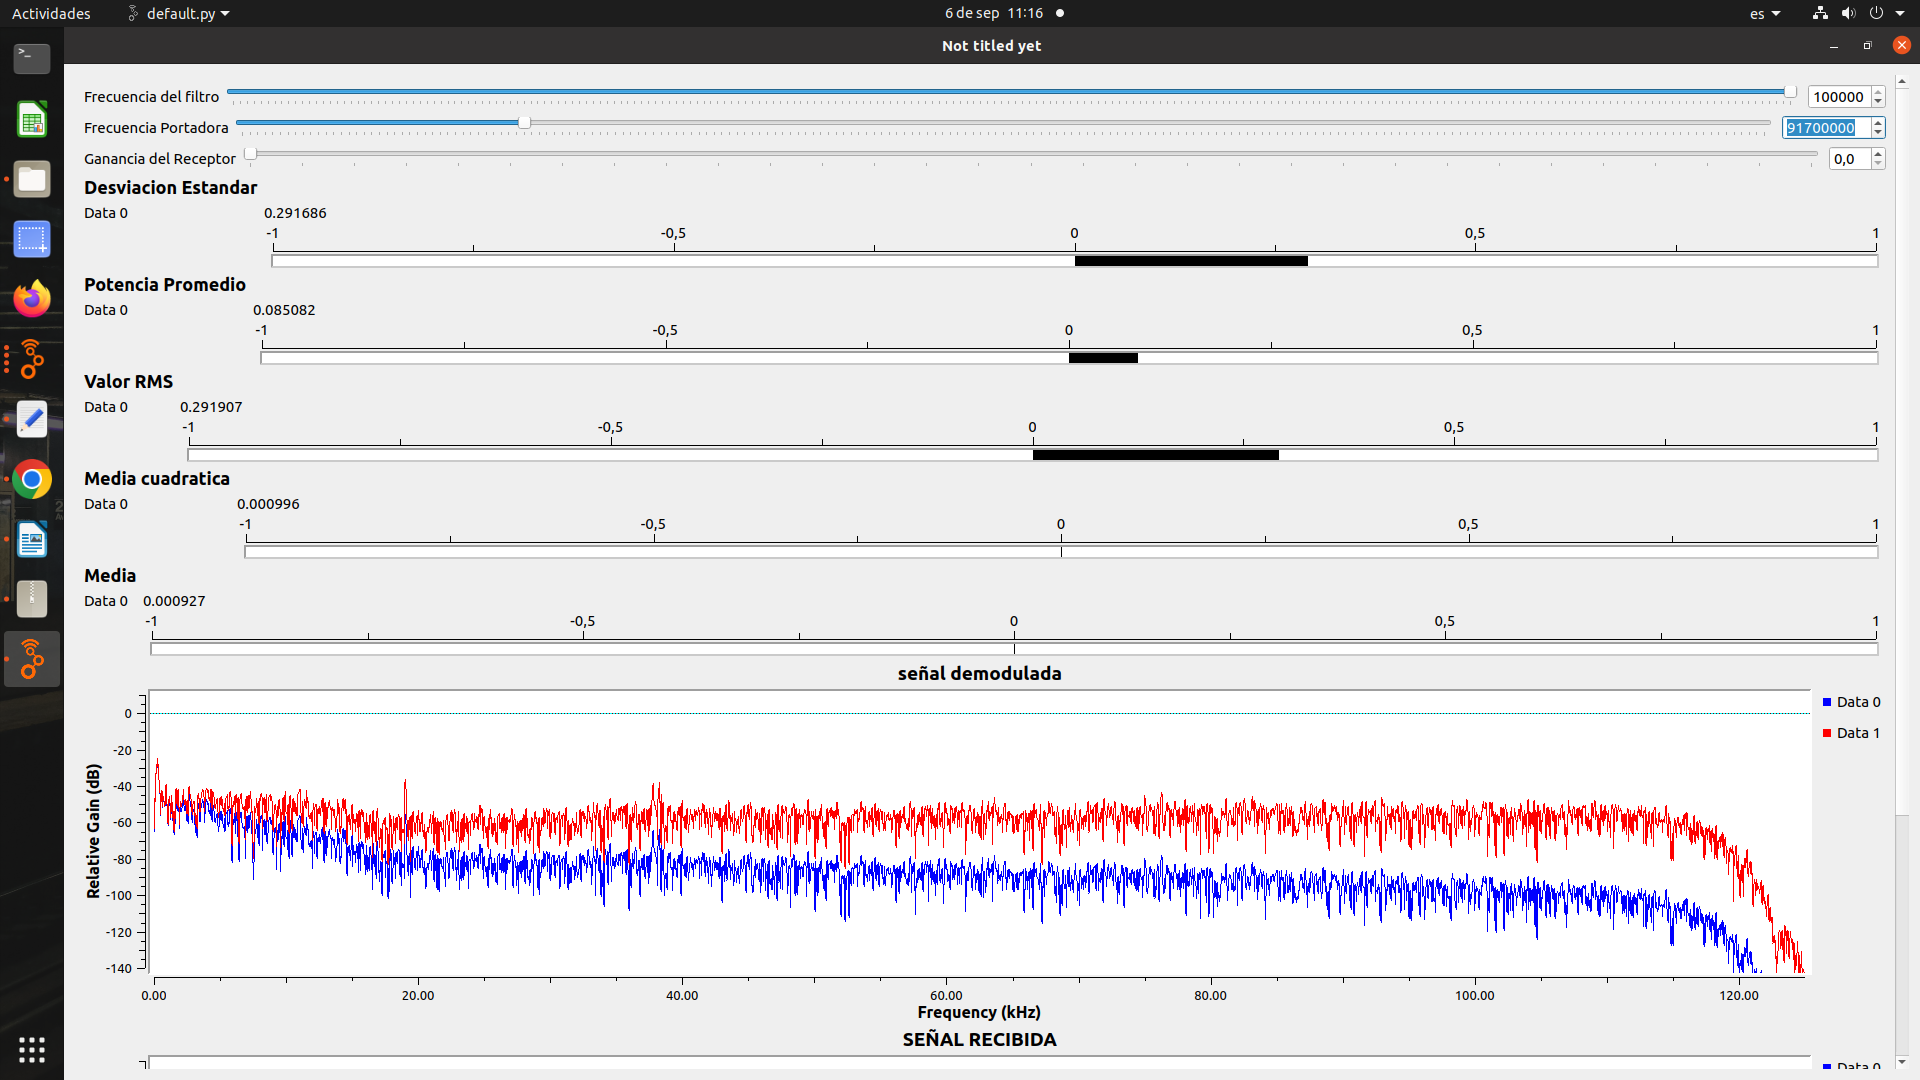 Actividades default.py 6 de sep 11:16 es
Not titled yet
Frecuencia del filtro 100000
Frecuencia Portadora 91700000
Ganancia del Receptor 0,0
Desviacion Estandar
Data 0 0.291686
-1 -0,5 0 0,5 1
Potencia Promedio
Data 0 0.085082
-1 -0,5 0 0,5 1
Valor RMS
Data 0 0.291907
-1 -0,5 0 0,5 1
Media cuadratica
Data 0 0.000996
-1 -0,5 0 0,5 1
Media
Data 0 0.000927
-1 -0,5 0 0,5 1
señal demodulada
Data 0
Data 1
Relative Gain (dB)
0
-20
-40
-60
-80
-100
-120
-140
0.00 20.00 40.00 60.00 80.00 100.00 120.00
Frequency (kHz)
SEÑAL RECIBIDA
Data 0